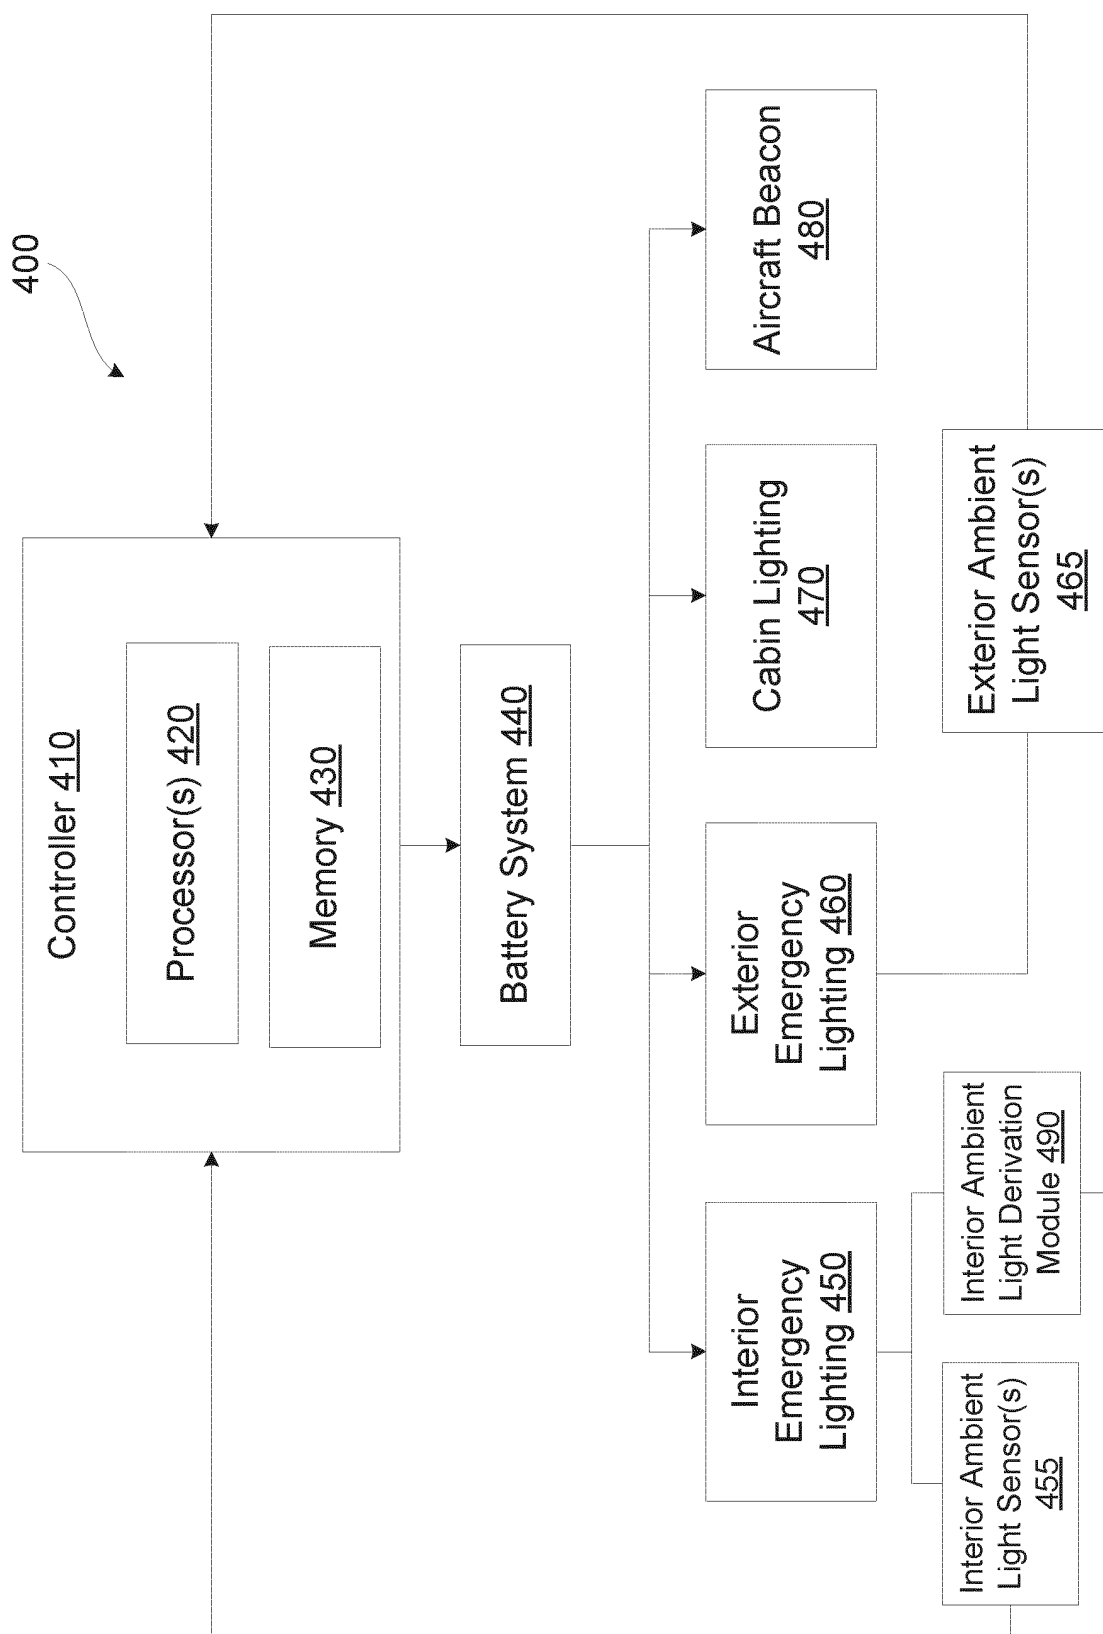 400
Controller 410
Processor(s) 420
Memory 430
Battery System 440
Interior
Emergency
Lighting 450
Exterior
Emergency
Lighting 460
Cabin Lighting
470
Aircraft Beacon
480
Interior Ambient
Light Sensor(s)
455
Interior Ambient
Light Derivation
Module 490
Exterior Ambient
Light Sensor(s)
465